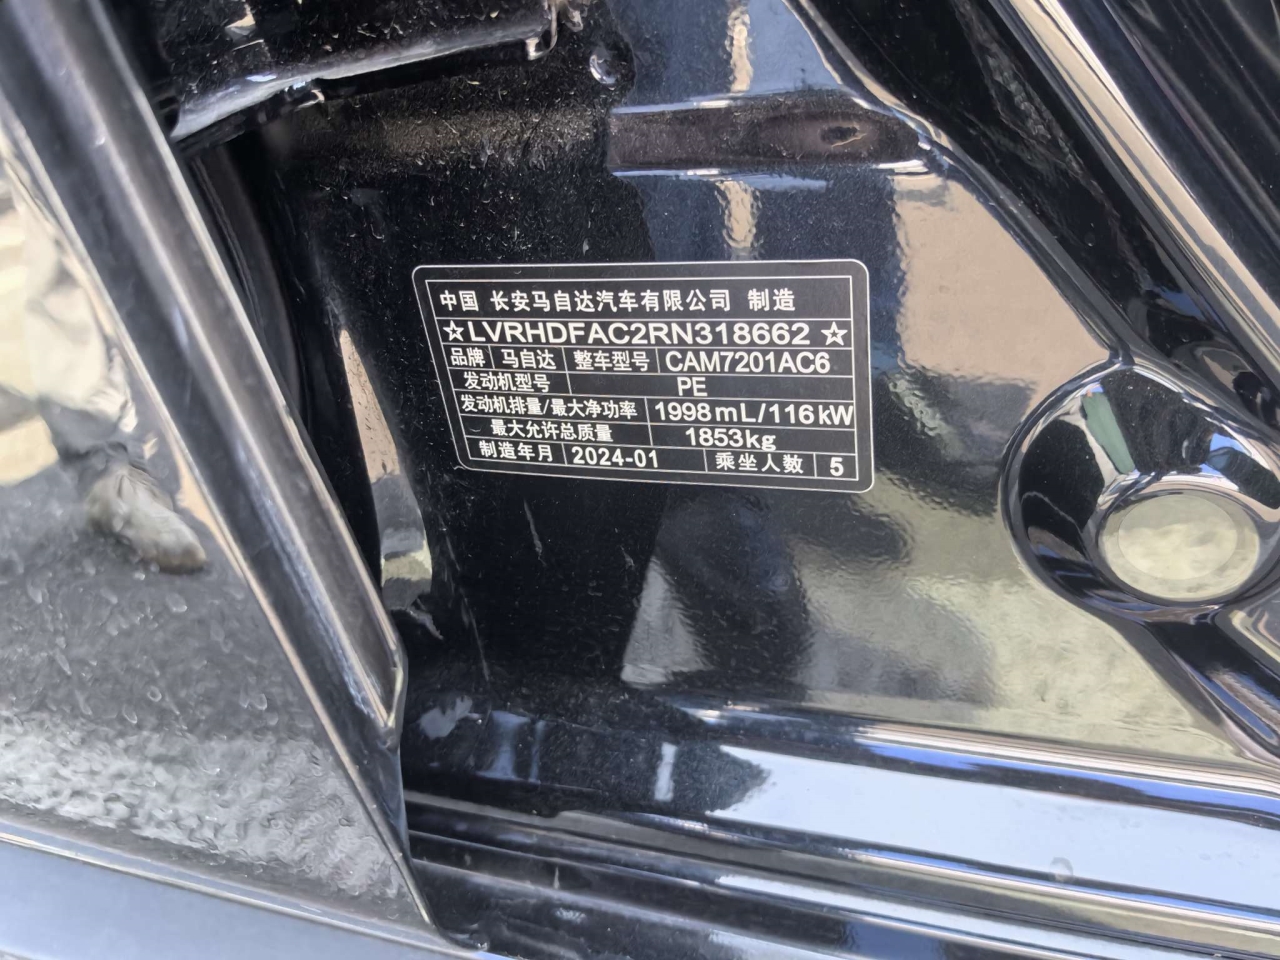 中国 长安马自达汽车有限公司 制造
☆LVRHDFAC2RN318662☆
品牌 马自达 整车型号 CAM7201AC6
发动机型号 PE
发动机排量/最大净功率 1998mL/116kW
最大允许总质量 1853kg
制造年月 2024-01 乘坐人数 5